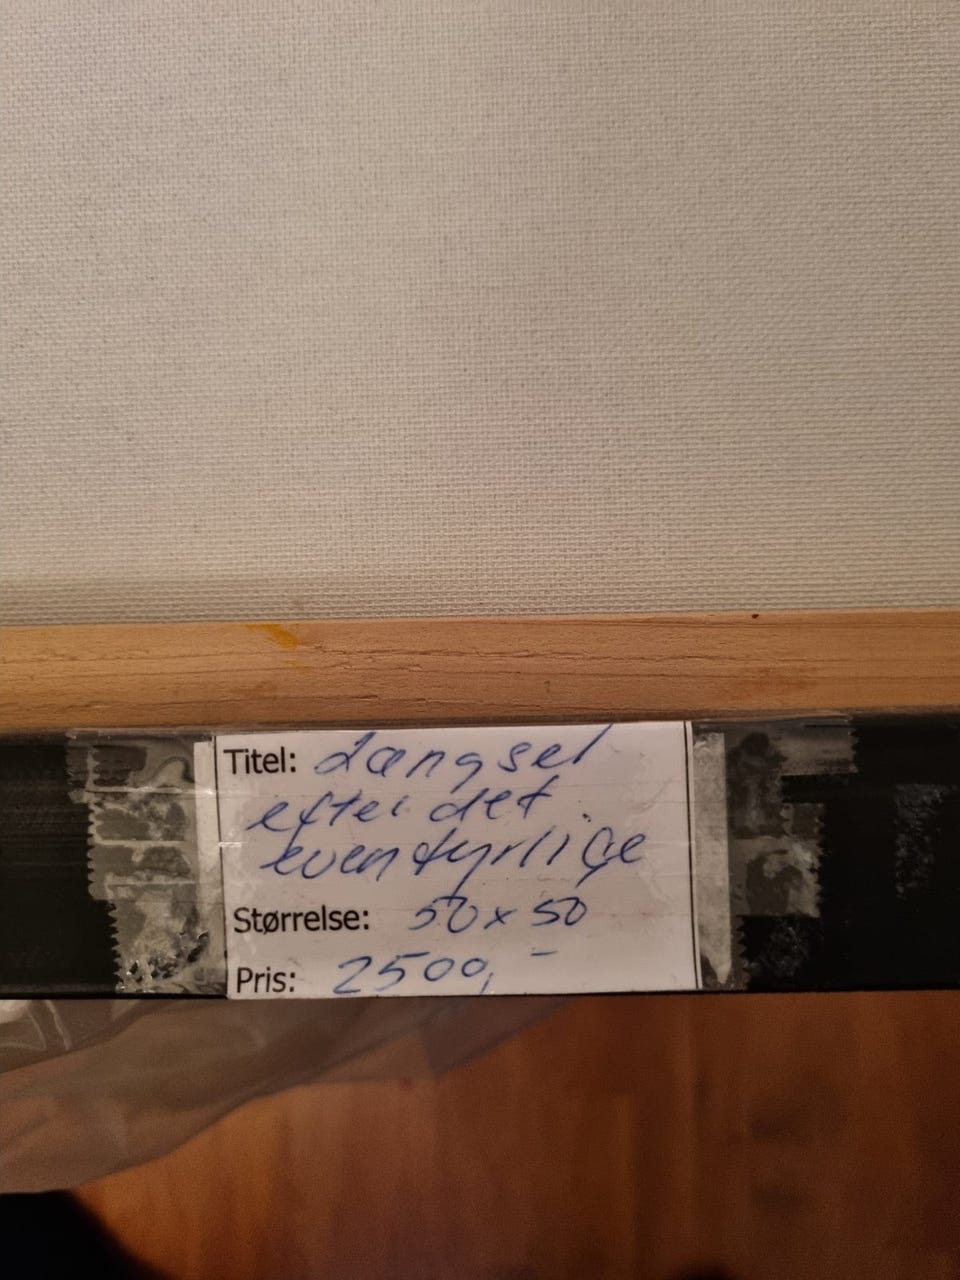 Titel: Længsel
efter det
eventyrlige
Størrelse: 50x50
Pris: 2500,-